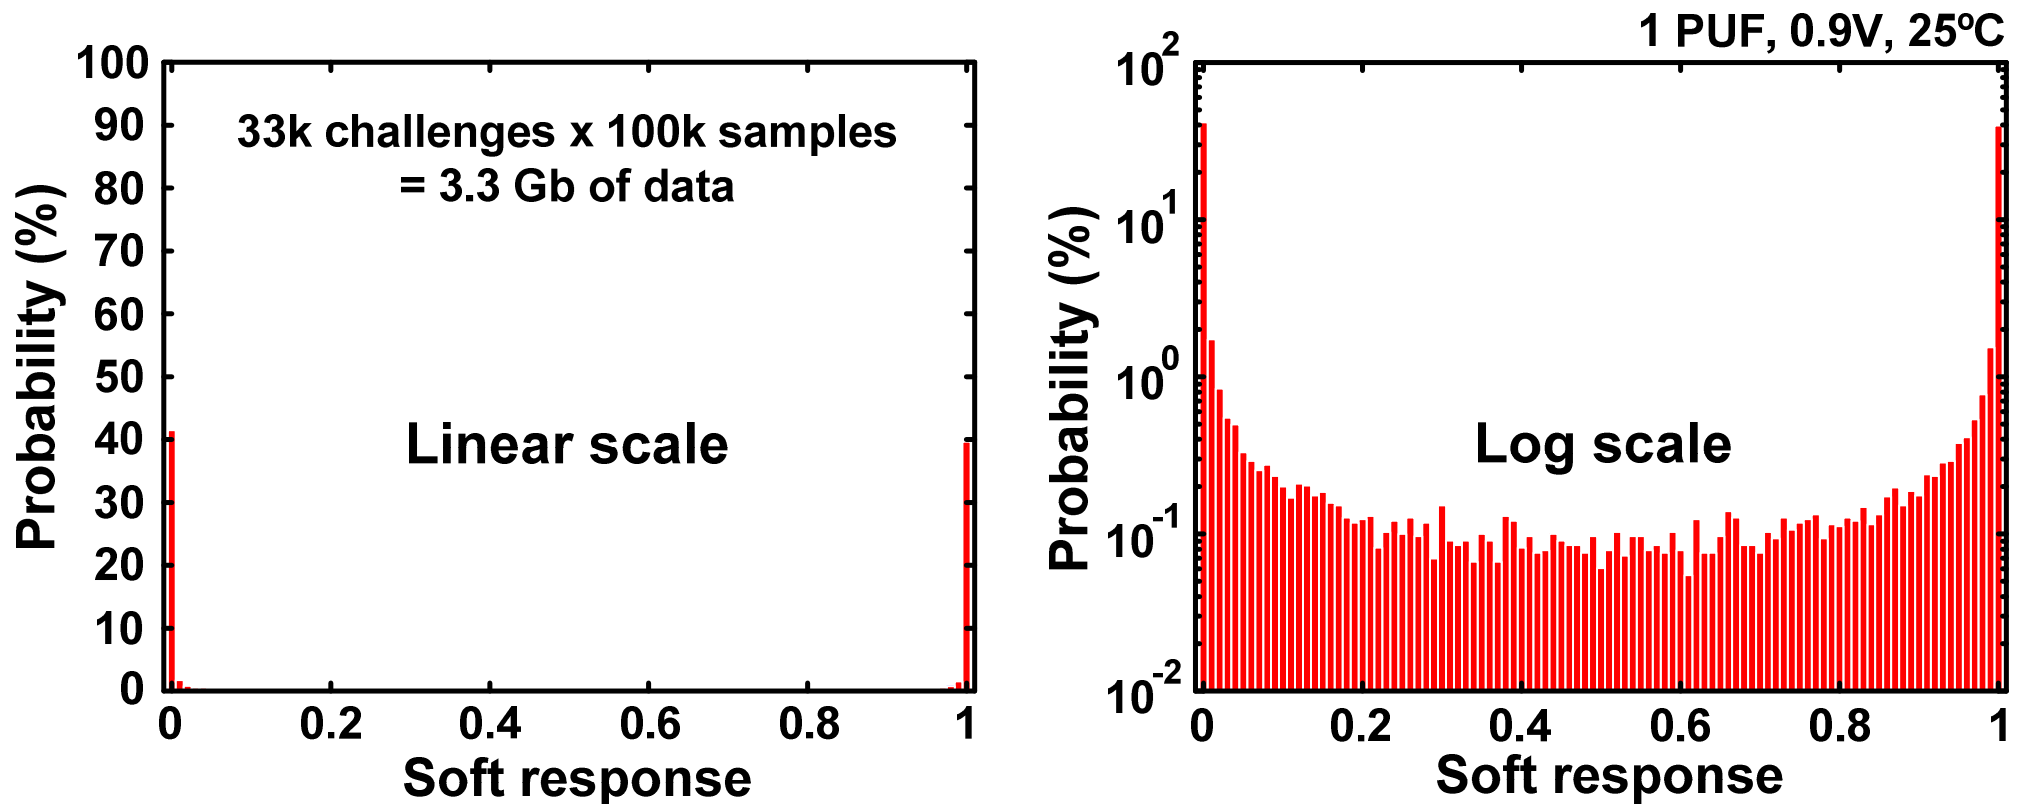 1 PUF, 0.9V, 25ºC
100
90
80
70
60
50
40
30
20
10
0
Probability (%)
33k challenges x 100k samples
= 3.3 Gb of data
Linear scale
0 0.2 0.4 0.6 0.8 1
Soft response
10²
10¹
10⁰
10⁻¹
10⁻²
Probability (%)
Log scale
0 0.2 0.4 0.6 0.8 1
Soft response